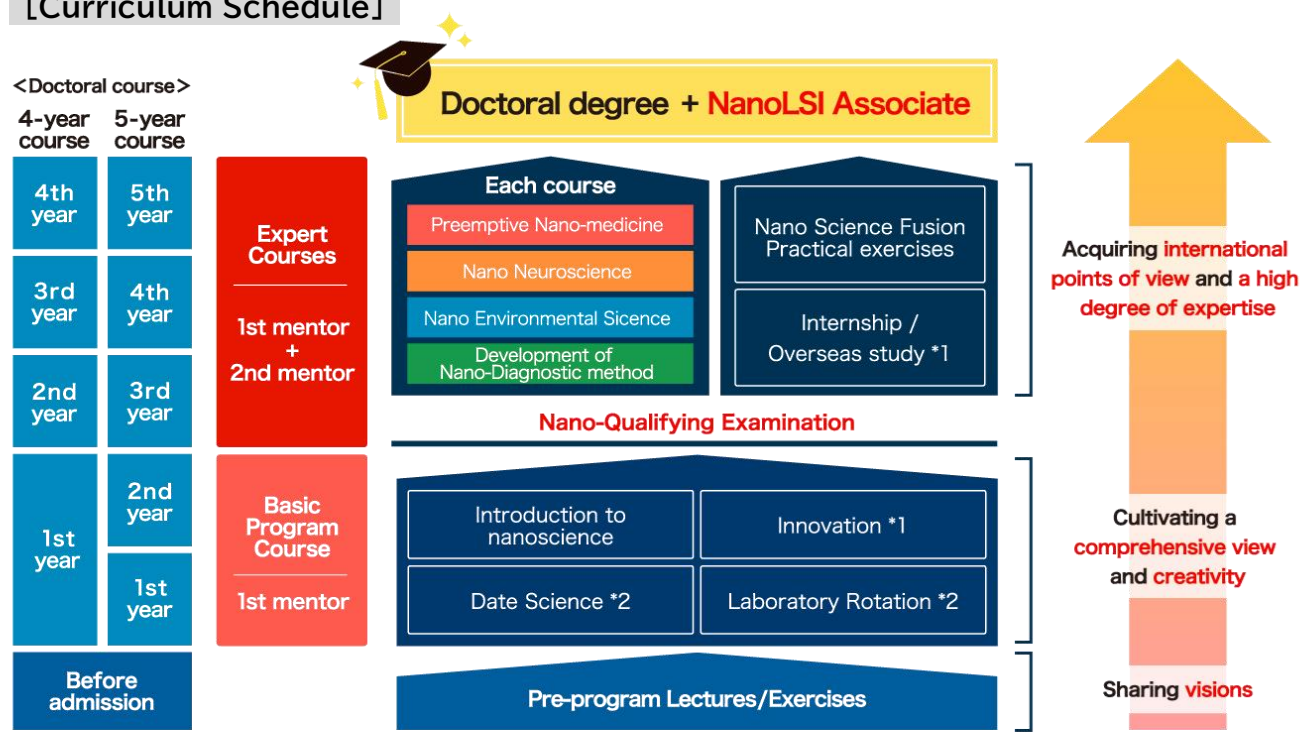 [Curriculum Schedule]
<Doctoral course>
4-year
course
5-year
course
4th
year
5th
year
3rd
year
4th
year
2nd
year
3rd
year
1st
year
2nd
year
1st
year
Before
admission
Expert
Courses
1st mentor
+
2nd mentor
Basic
Program
Course
1st mentor
Doctoral degree + NanoLSI Associate
Each course
Preemptive Nano-medicine
Nano Neuroscience
Nano Environmental Sicence
Development of
Nano-Diagnostic method
Nano Science Fusion
Practical exercises
Internship /
Overseas study *1
Nano-Qualifying Examination
Introduction to
nanoscience
Innovation *1
Date Science *2
Laboratory Rotation *2
Pre-program Lectures/Exercises
Acquiring international
points of view and a high
degree of expertise
Cultivating a
comprehensive view
and creativity
Sharing visions